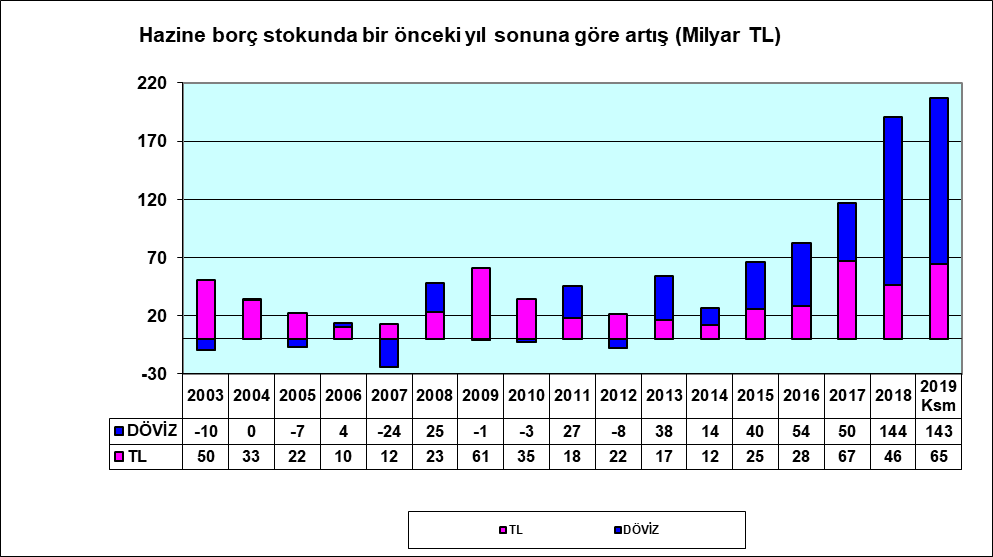 Hazine borç stokunda bir önceki yıl sonuna göre artış (Milyar TL)
220
170
120
70
20
-30
2003 2004 2005 2006 2007 2008 2009 2010 2011 2012 2013 2014 2015 2016 2017 2018 2019 Ksm
DÖVİZ -10 0 -7 4 -24 25 -1 -3 27 -8 38 14 40 54 50 144 143
TL 50 33 22 10 12 23 61 35 18 22 17 12 25 28 67 46 65
TL DÖVİZ